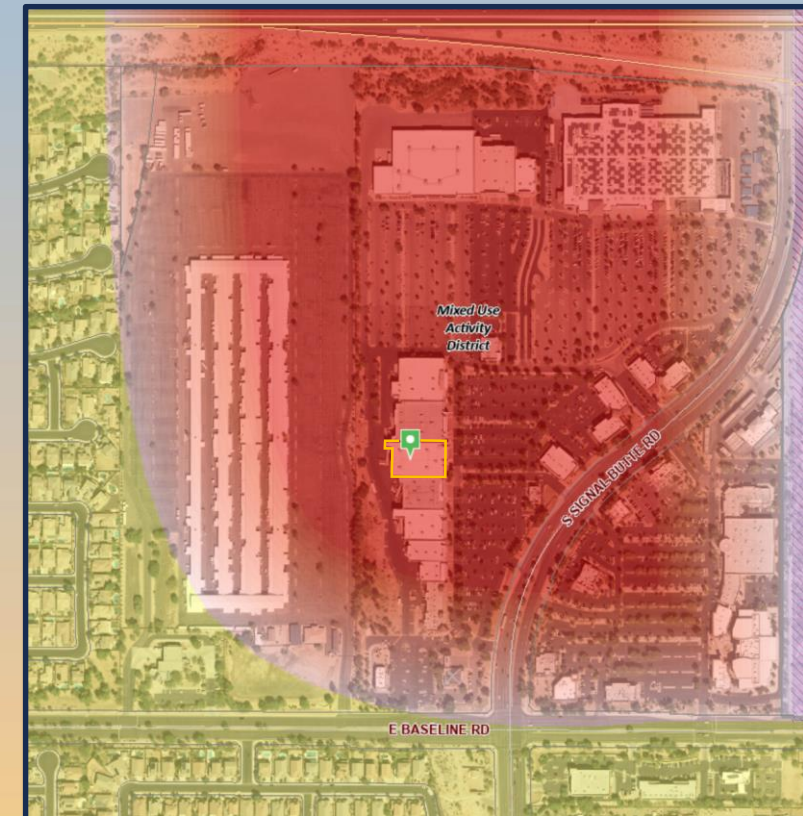 Mixed Use
Activity
District
S SIGNAL BUTTE RD
E BASELINE RD